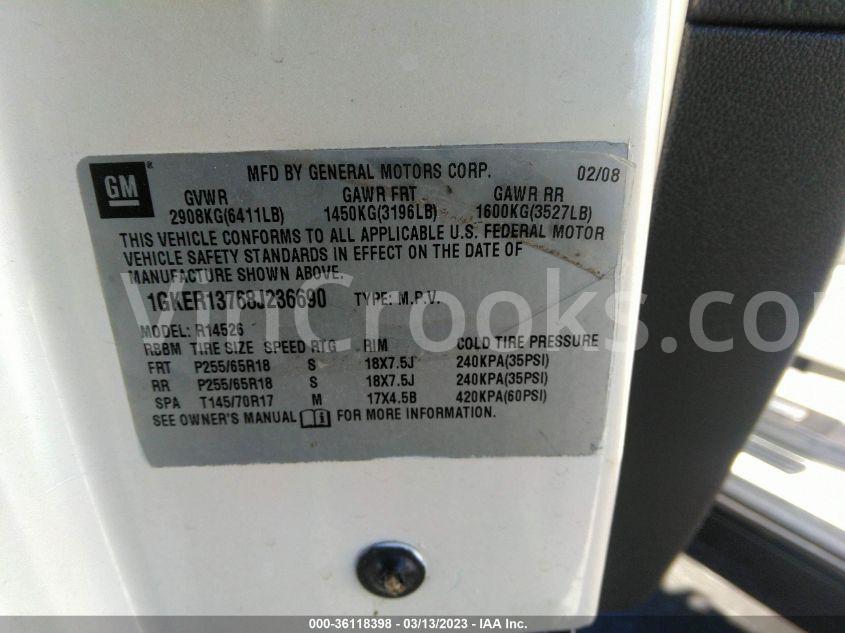 GM
MFD BY GENERAL MOTORS CORP. 02/08
GVWR GAWR FRT GAWR RR
2908KG(6411LB) 1450KG(3196LB) 1600KG(3527LB)
THIS VEHICLE CONFORMS TO ALL APPLICABLE U.S. FEDERAL MOTOR
VEHICLE SAFETY STANDARDS IN EFFECT ON THE DATE OF
MANUFACTURE SHOWN ABOVE.
1GKER13768J236690 TYPE: M.P.V.
MODEL: R14526
RBBM TIRE SIZE SPEED RTG RIM COLD TIRE PRESSURE
FRT P255/65R18 S 18X7.5J 240KPA(35PSI)
RR P255/65R18 S 18X7.5J 240KPA(35PSI)
SPA T145/70R17 M 17X4.5B 420KPA(60PSI)
SEE OWNER'S MANUAL FOR MORE INFORMATION.
VinCrooks.com
000-36118398 - 03/13/2023 - IAA Inc.